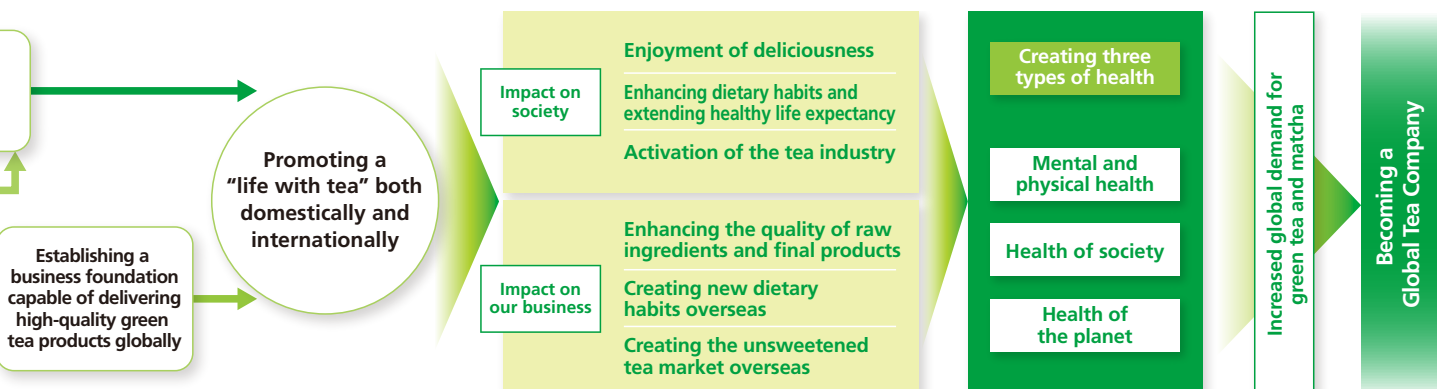 Establishing a
business foundation
capable of delivering
high-quality green
tea products globally
Promoting a
“life with tea” both
domestically and
internationally
Impact on
society
Enjoyment of deliciousness
Enhancing dietary habits and
extending healthy life expectancy
Activation of the tea industry
Impact on
our business
Enhancing the quality of raw
ingredients and final products
Creating new dietary
habits overseas
Creating the unsweetened
tea market overseas
Creating three
types of health
Mental and
physical health
Health of society
Health of
the planet
Increased global demand for
green tea and matcha
Becoming a
Global Tea Company